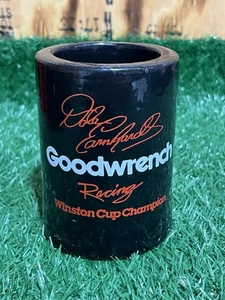 Dale
Earnhardt
Goodwrench
Racing
Winston Cup Champion